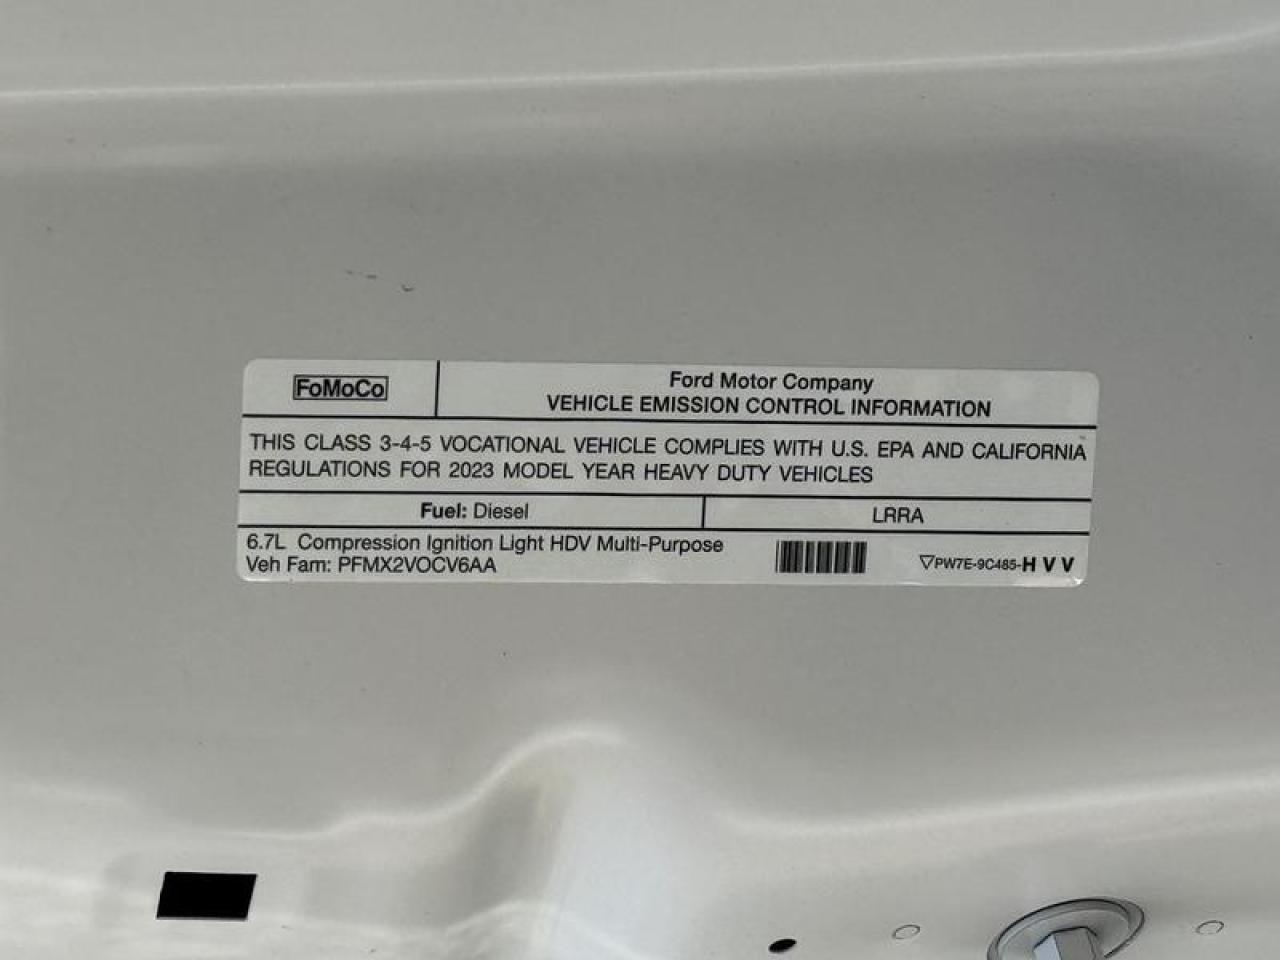 FoMoCo
Ford Motor Company
VEHICLE EMISSION CONTROL INFORMATION
THIS CLASS 3-4-5 VOCATIONAL VEHICLE COMPLIES WITH U.S. EPA AND CALIFORNIA
REGULATIONS FOR 2023 MODEL YEAR HEAVY DUTY VEHICLES
Fuel: Diesel
LRRA
6.7L Compression Ignition Light HDV Multi-Purpose
Veh Fam: PFMX2VOCV6AA
▽PW7E-9C485-H V V